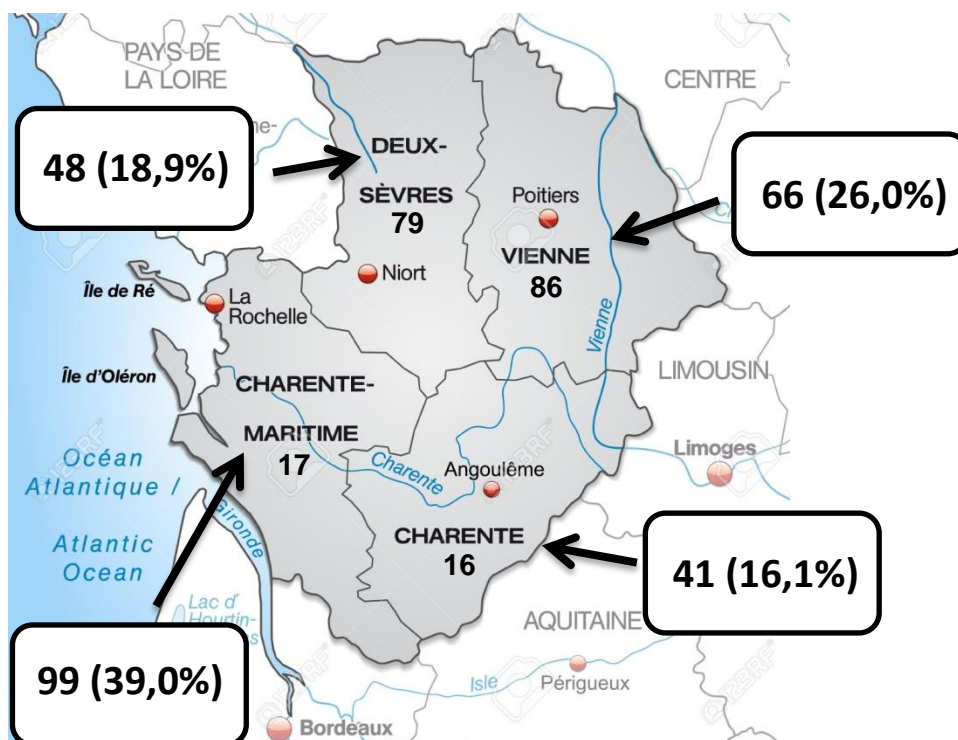 PAYS DE
LA LOIRE
CENTRE
48 (18,9%)
DEUX-
SÈVRES
79
Poitiers
VIENNE
86
66 (26,0%)
Niort
Île de Ré
La
Rochelle
Vienne
LIMOUSIN
Île d'Oléron
CHARENTE-
MARITIME
17
Charente
Angoulême
Limoges
Océan
Atlantique /
Atlantic
Ocean
Gironde
CHARENTE
16
41 (16,1%)
Lac d'
Hourtin-
AQUITAINE
99 (39,0%)
Isle
Périgueux
Bordeaux
123RF